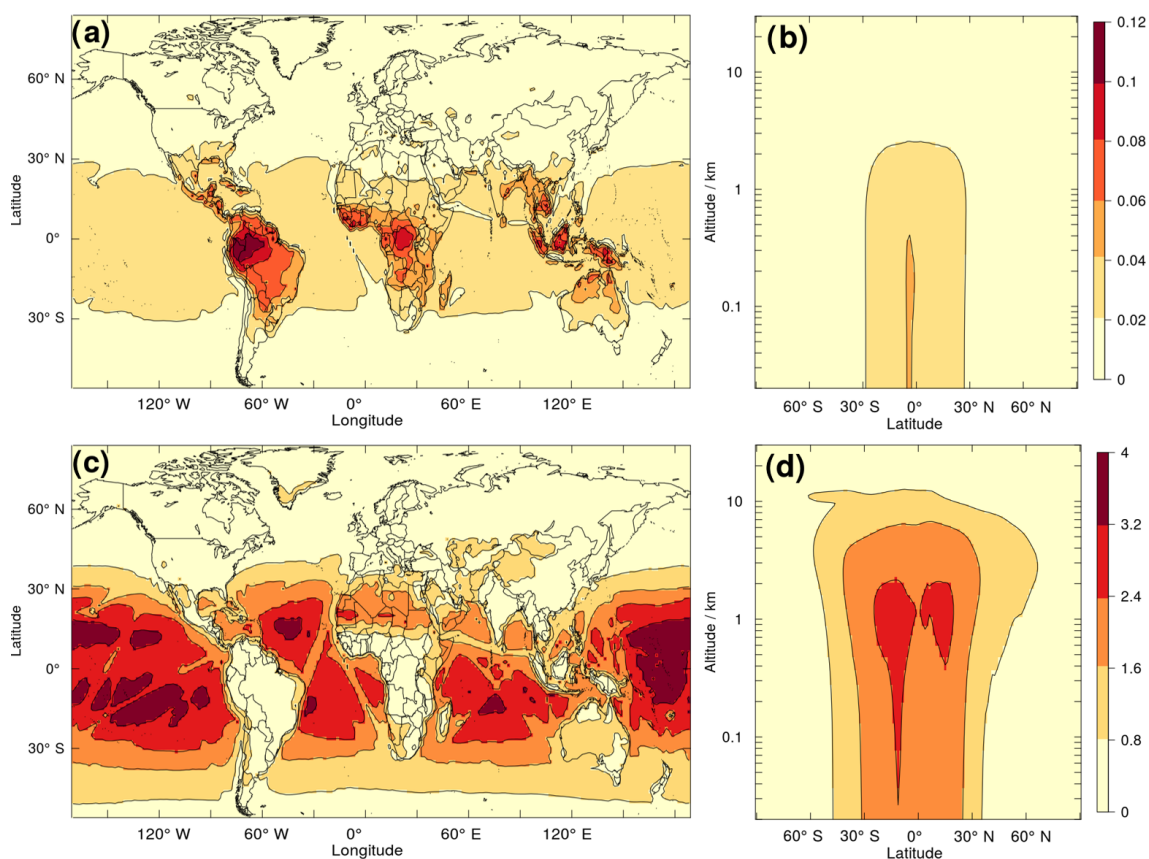 (a)
60° N
30° N
0°
30° S
Latitude
120° W 60° W 0° 60° E 120° E
Longitude
(b)
10
1
0.1
Altitude / km
60° S 30° S 0° 30° N 60° N
Latitude
0.12
0.1
0.08
0.06
0.04
0.02
0
(c)
60° N
30° N
0°
30° S
Latitude
120° W 60° W 0° 60° E 120° E
Longitude
(d)
10
1
0.1
Altitude / km
60° S 30° S 0° 30° N 60° N
Latitude
4
3.2
2.4
1.6
0.8
0